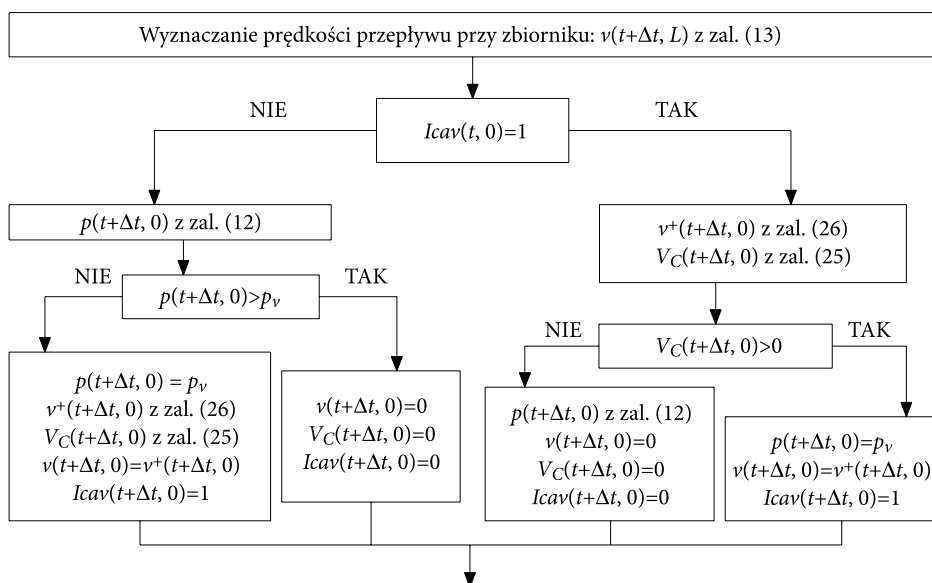 Wyznaczanie prędkości przepływu przy zbiorniku: v(t+Δt, L) z zal. (13)
NIE
TAK
Icav(t, 0)=1
p(t+Δt, 0) z zal. (12)
v⁺(t+Δt, 0) z zal. (26)
V_C(t+Δt, 0) z zal. (25)
NIE
TAK
p(t+Δt, 0)>p_v
NIE
TAK
V_C(t+Δt, 0)>0
p(t+Δt, 0) = p_v
v⁺(t+Δt, 0) z zal. (26)
V_C(t+Δt, 0) z zal. (25)
v(t+Δt, 0)=v⁺(t+Δt, 0)
Icav(t+Δt, 0)=1
v(t+Δt, 0)=0
V_C(t+Δt, 0)=0
Icav(t+Δt, 0)=0
p(t+Δt, 0) z zal. (12)
v(t+Δt, 0)=0
V_C(t+Δt, 0)=0
Icav(t+Δt, 0)=0
p(t+Δt, 0)=p_v
v(t+Δt, 0)=v⁺(t+Δt, 0)
Icav(t+Δt, 0)=1